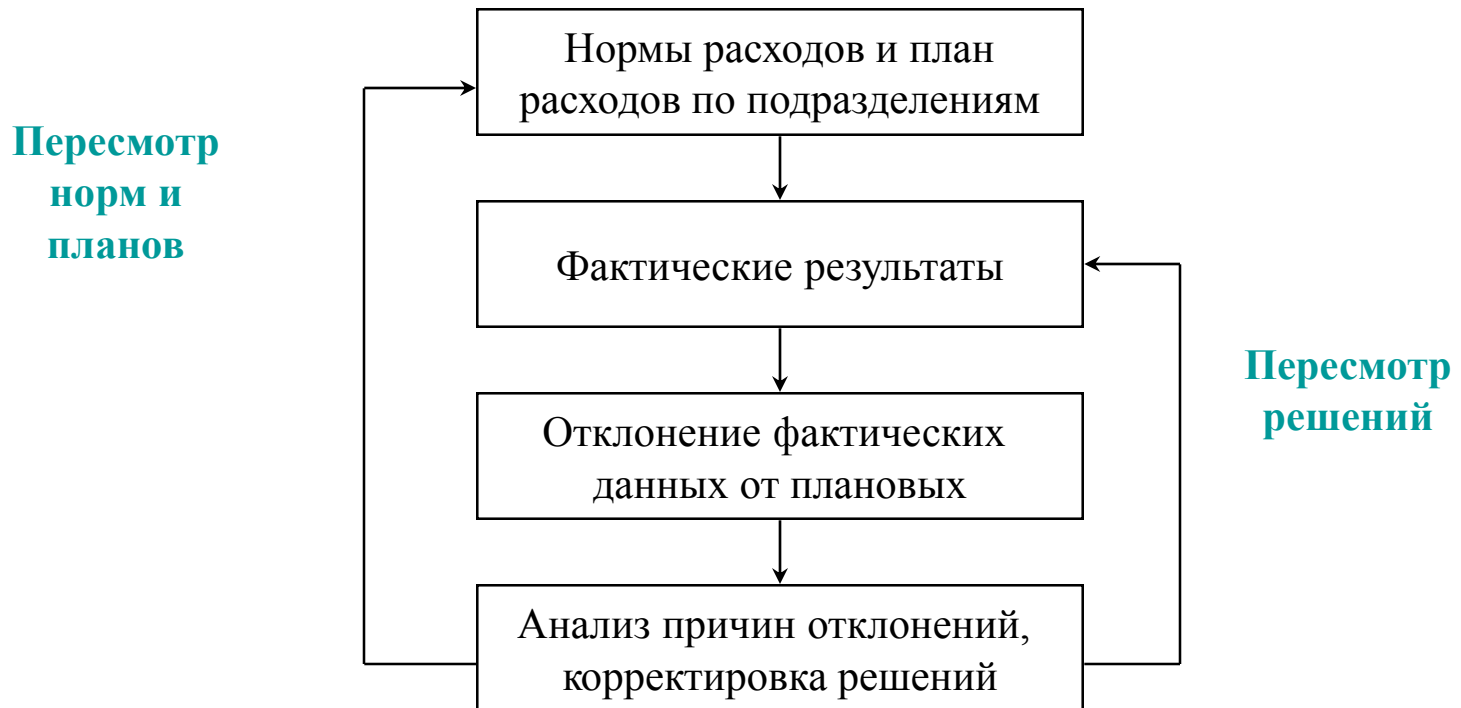 Нормы расходов и план
расходов по подразделениям
Пересмотр
норм и
планов
Фактические результаты
Пересмотр
решений
Отклонение фактических
данных от плановых
Анализ причин отклонений,
корректировка решений